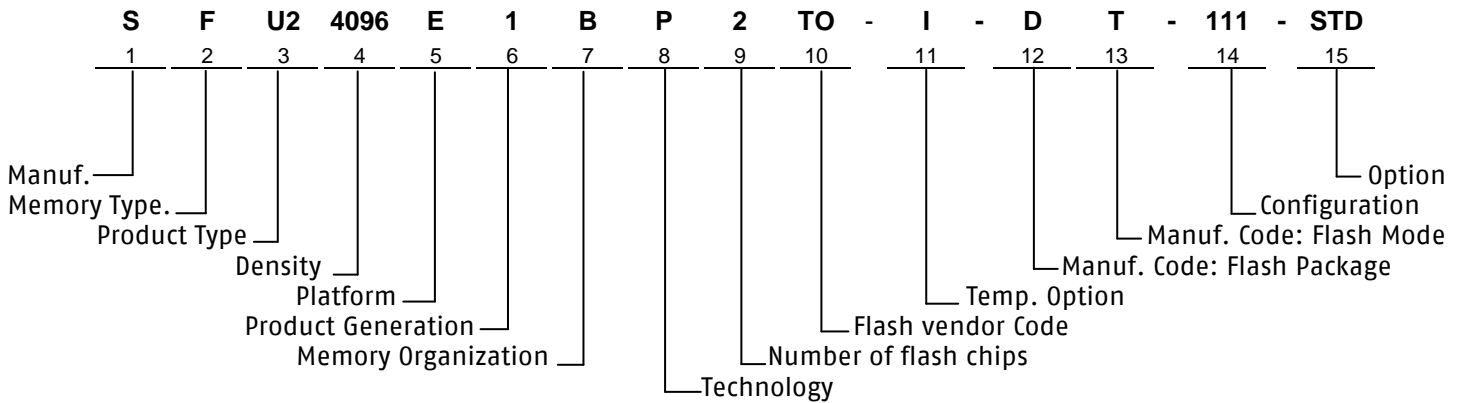 S F U2 4096 E 1 B P 2 TO - I - D T - 111 - STD
1 2 3 4 5 6 7 8 9 10 11 12 13 14 15
Manuf. Option
Memory Type. Configuration
Product Type Manuf. Code: Flash Mode
Density Manuf. Code: Flash Package
Platform Temp. Option
Product Generation Flash vendor Code
Memory Organization Number of flash chips
Technology